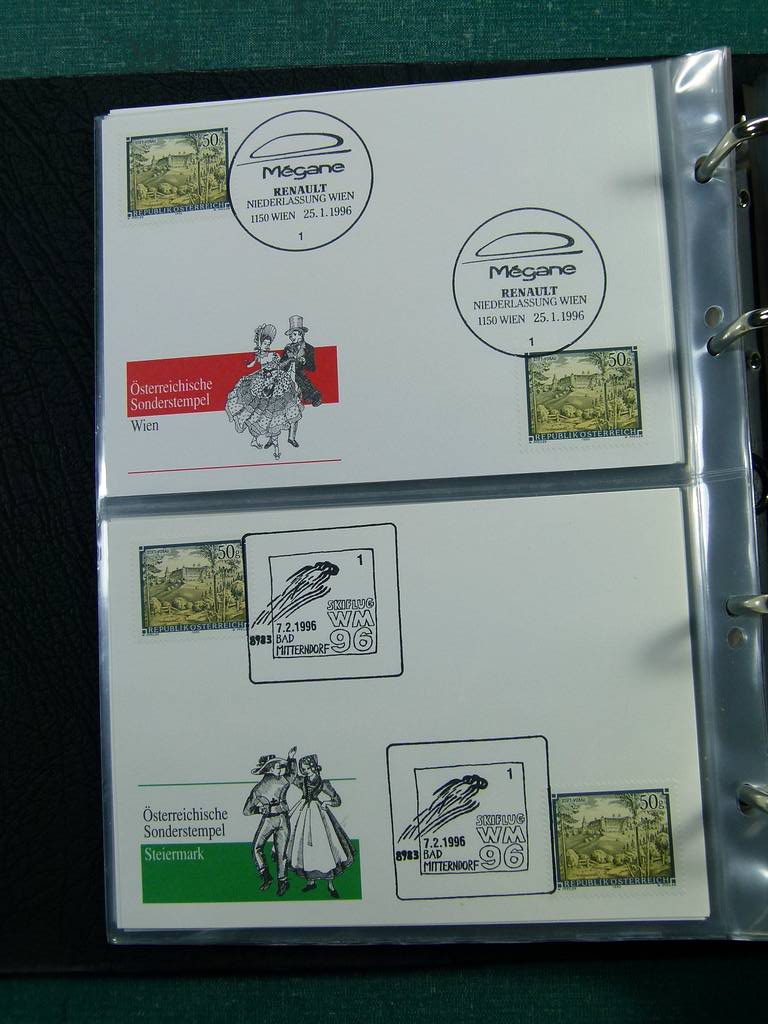 50g
REPUBLIK ÖSTERREICH
Mégane
RENAULT
NIEDERLASSUNG WIEN
1150 WIEN 25.1.1996
1
Mégane
RENAULT
NIEDERLASSUNG WIEN
1150 WIEN 25.1.1996
1
50g
REPUBLIK ÖSTERREICH
Österreichische
Sonderstempel
Wien
50g
REPUBLIK ÖSTERREICH
1
SKIFLUG
WM
96
7.2.1996
8983 BAD
MITTERNDORF
Österreichische
Sonderstempel
Steiermark
1
SKIFLUG
WM
96
7.2.1996
8983 BAD
MITTERNDORF
STIFT VORAU
50g
REPUBLIK ÖSTERREICH